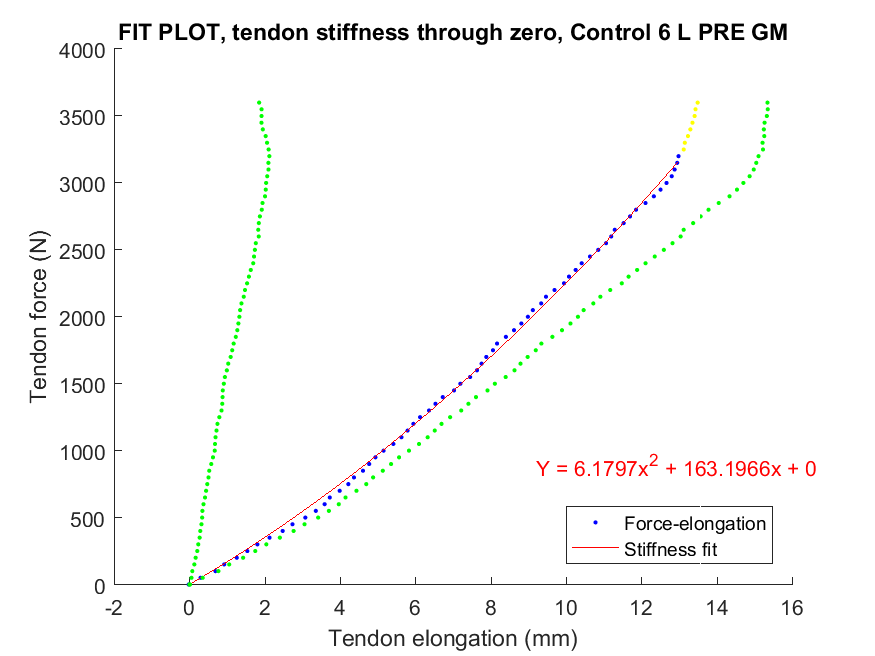 FIT PLOT, tendon stiffness through zero, Control 6 L PRE GM
4000
3500
3000
2500
2000
1500
1000
500
0
Tendon force (N)
Y = 6.1797x² + 163.1966x + 0
Force-elongation
Stiffness fit
-2 0 2 4 6 8 10 12 14 16
Tendon elongation (mm)